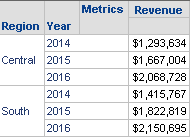 Metrics Revenue
Region Year
Central 2014 $1,293,634
2015 $1,667,004
2016 $2,068,728
South 2014 $1,415,767
2015 $1,822,819
2016 $2,150,695